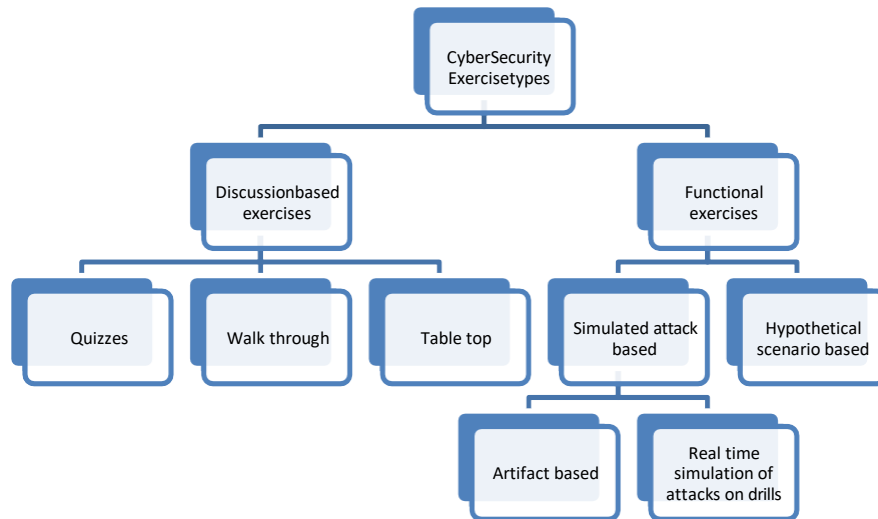 CyberSecurity
Exercisetypes
Discussionbased
exercises
Functional
exercises
Quizzes
Walk through
Table top
Simulated attack
based
Hypothetical
scenario based
Artifact based
Real time
simulation of
attacks on drills